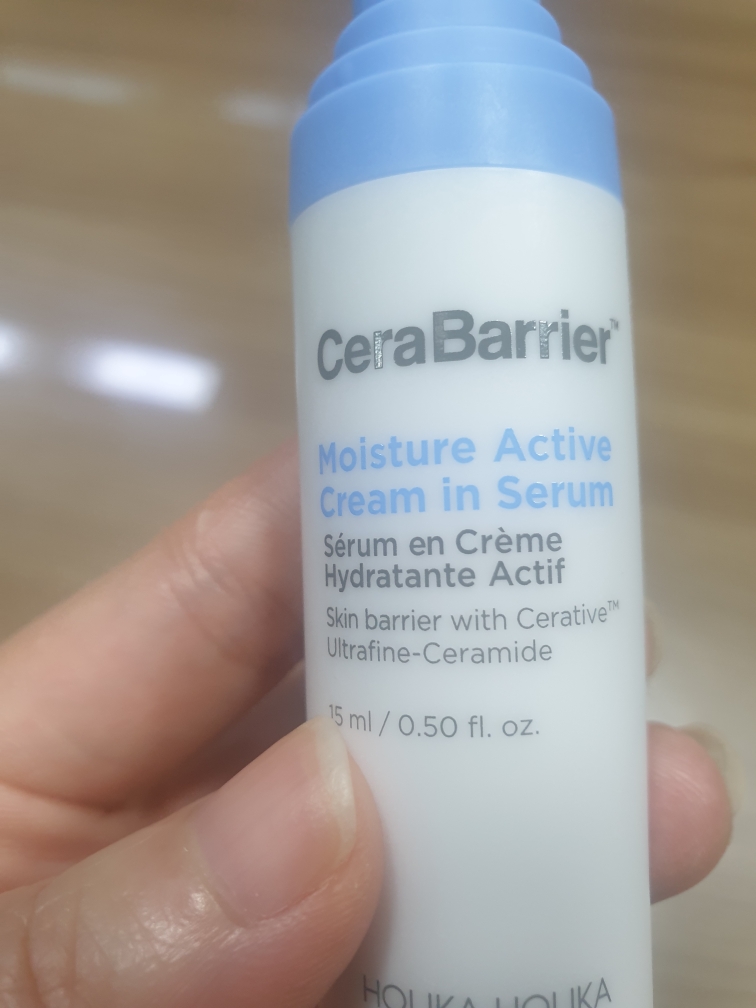 CeraBarrier™
Moisture Active
Cream in Serum
Sérum en Crème
Hydratante Actif
Skin barrier with Cerative™
Ultrafine-Ceramide
15 ml / 0.50 fl. oz.
HOLIKA HOLIKA